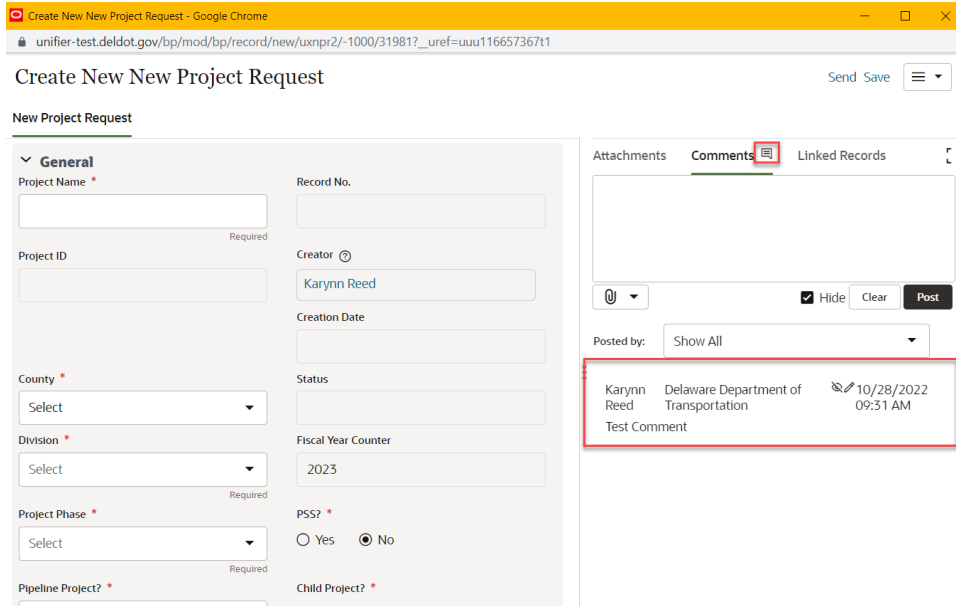 Create New New Project Request - Google Chrome
unifier-test.deldot.gov/bp/mod/bp/record/new/uxnpr2/-1000/31981?_uref=uuu116657367t1
Create New New Project Request
Send Save
New Project Request
General
Project Name *
Required
Project ID
County *
Select
Division *
Select
Required
Project Phase *
Select
Required
Pipeline Project? *
Record No.
Creator ?
Karynn Reed
Creation Date
Status
Fiscal Year Counter
2023
PSS? *
Yes No
Child Project? *
Attachments Comments Linked Records
Hide Clear Post
Posted by: Show All
Karynn Delaware Department of 10/28/2022
Reed Transportation 09:31 AM
Test Comment